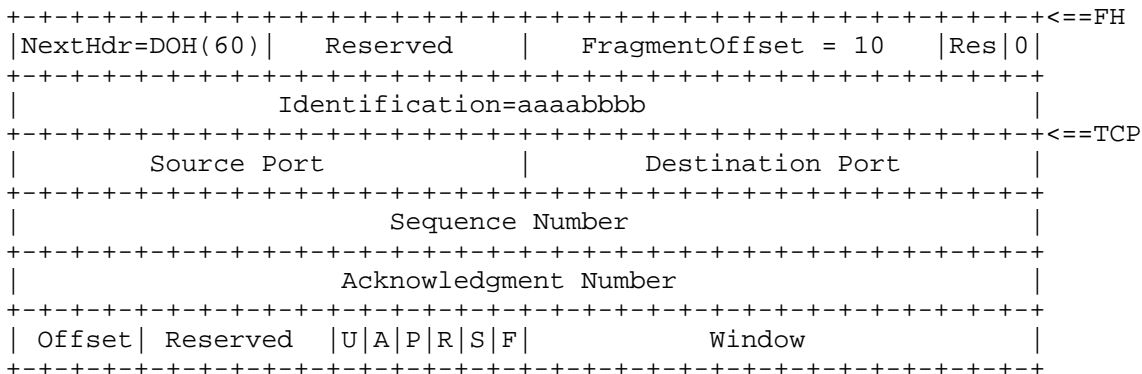 +-+-+-+-+-+-+-+-+-+-+-+-+-+-+-+-+-+-+-+-+-+-+-+-+-+-+<==FH
|NextHdr=DOH(60)|   Reserved    |    FragmentOffset = 10    |Res|0|
+-+-+-+-+-+-+-+-+-+-+-+-+-+-+-+-+-+-+-+-+-+-+-+-+-+-+
|              Identification=aaaabbbb                          |
+-+-+-+-+-+-+-+-+-+-+-+-+-+-+-+-+-+-+-+-+-+-+-+-+-+-+<==TCP
|       Source Port             |       Destination Port        |
+-+-+-+-+-+-+-+-+-+-+-+-+-+-+-+-+-+-+-+-+-+-+-+-+-+-+
|                    Sequence Number                            |
+-+-+-+-+-+-+-+-+-+-+-+-+-+-+-+-+-+-+-+-+-+-+-+-+-+-+
|                 Acknowledgment Number                         |
+-+-+-+-+-+-+-+-+-+-+-+-+-+-+-+-+-+-+-+-+-+-+-+-+-+-+
| Offset| Reserved  |U|A|P|R|S|F|            Window             |
+-+-+-+-+-+-+-+-+-+-+-+-+-+-+-+-+-+-+-+-+-+-+-+-+-+-+